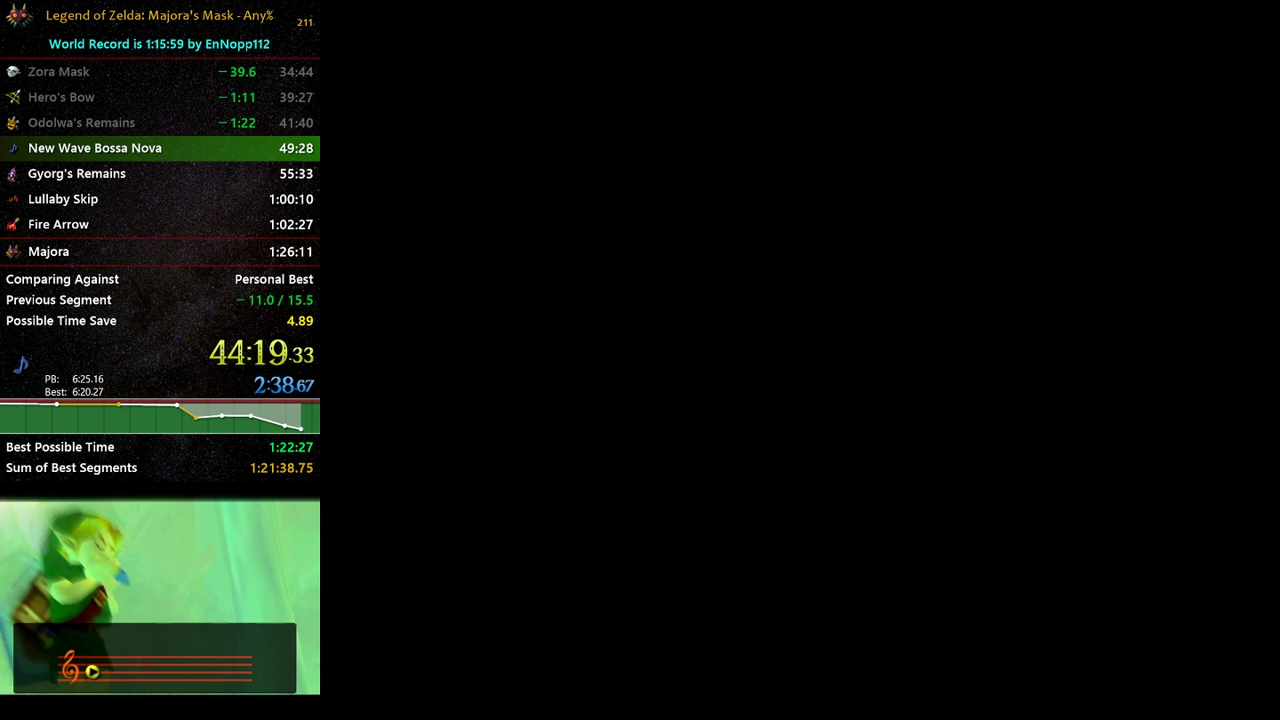 Legend of Zelda: Majora's Mask - Any%
211
World Record is 1:15:59 by EnNopp112
Zora Mask −39.6 34:44
Hero's Bow −1:11 39:27
Odolwa's Remains −1:22 41:40
New Wave Bossa Nova 49:28
Gyorg's Remains 55:33
Lullaby Skip 1:00:10
Fire Arrow 1:02:27
Majora 1:26:11
Comparing Against Personal Best
Previous Segment −11.0 / 15.5
Possible Time Save 4.89
44:19.33
PB: 6:25.16
2:38.67
Best: 6:20.27
Best Possible Time 1:22:27
Sum of Best Segments 1:21:38.75